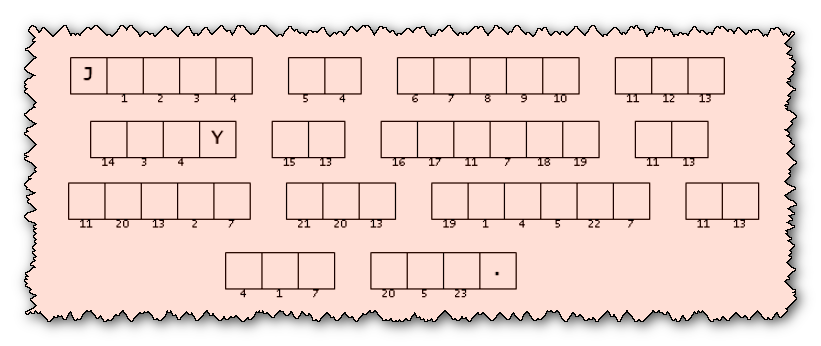 J 1 2 3 4 5 4 6 7 8 9 10 11 12 13
14 3 4 Y 15 13 16 17 11 7 18 19 11 13
11 20 13 2 7 21 20 13 19 1 4 5 22 7 11 13
4 1 7 20 5 23 .